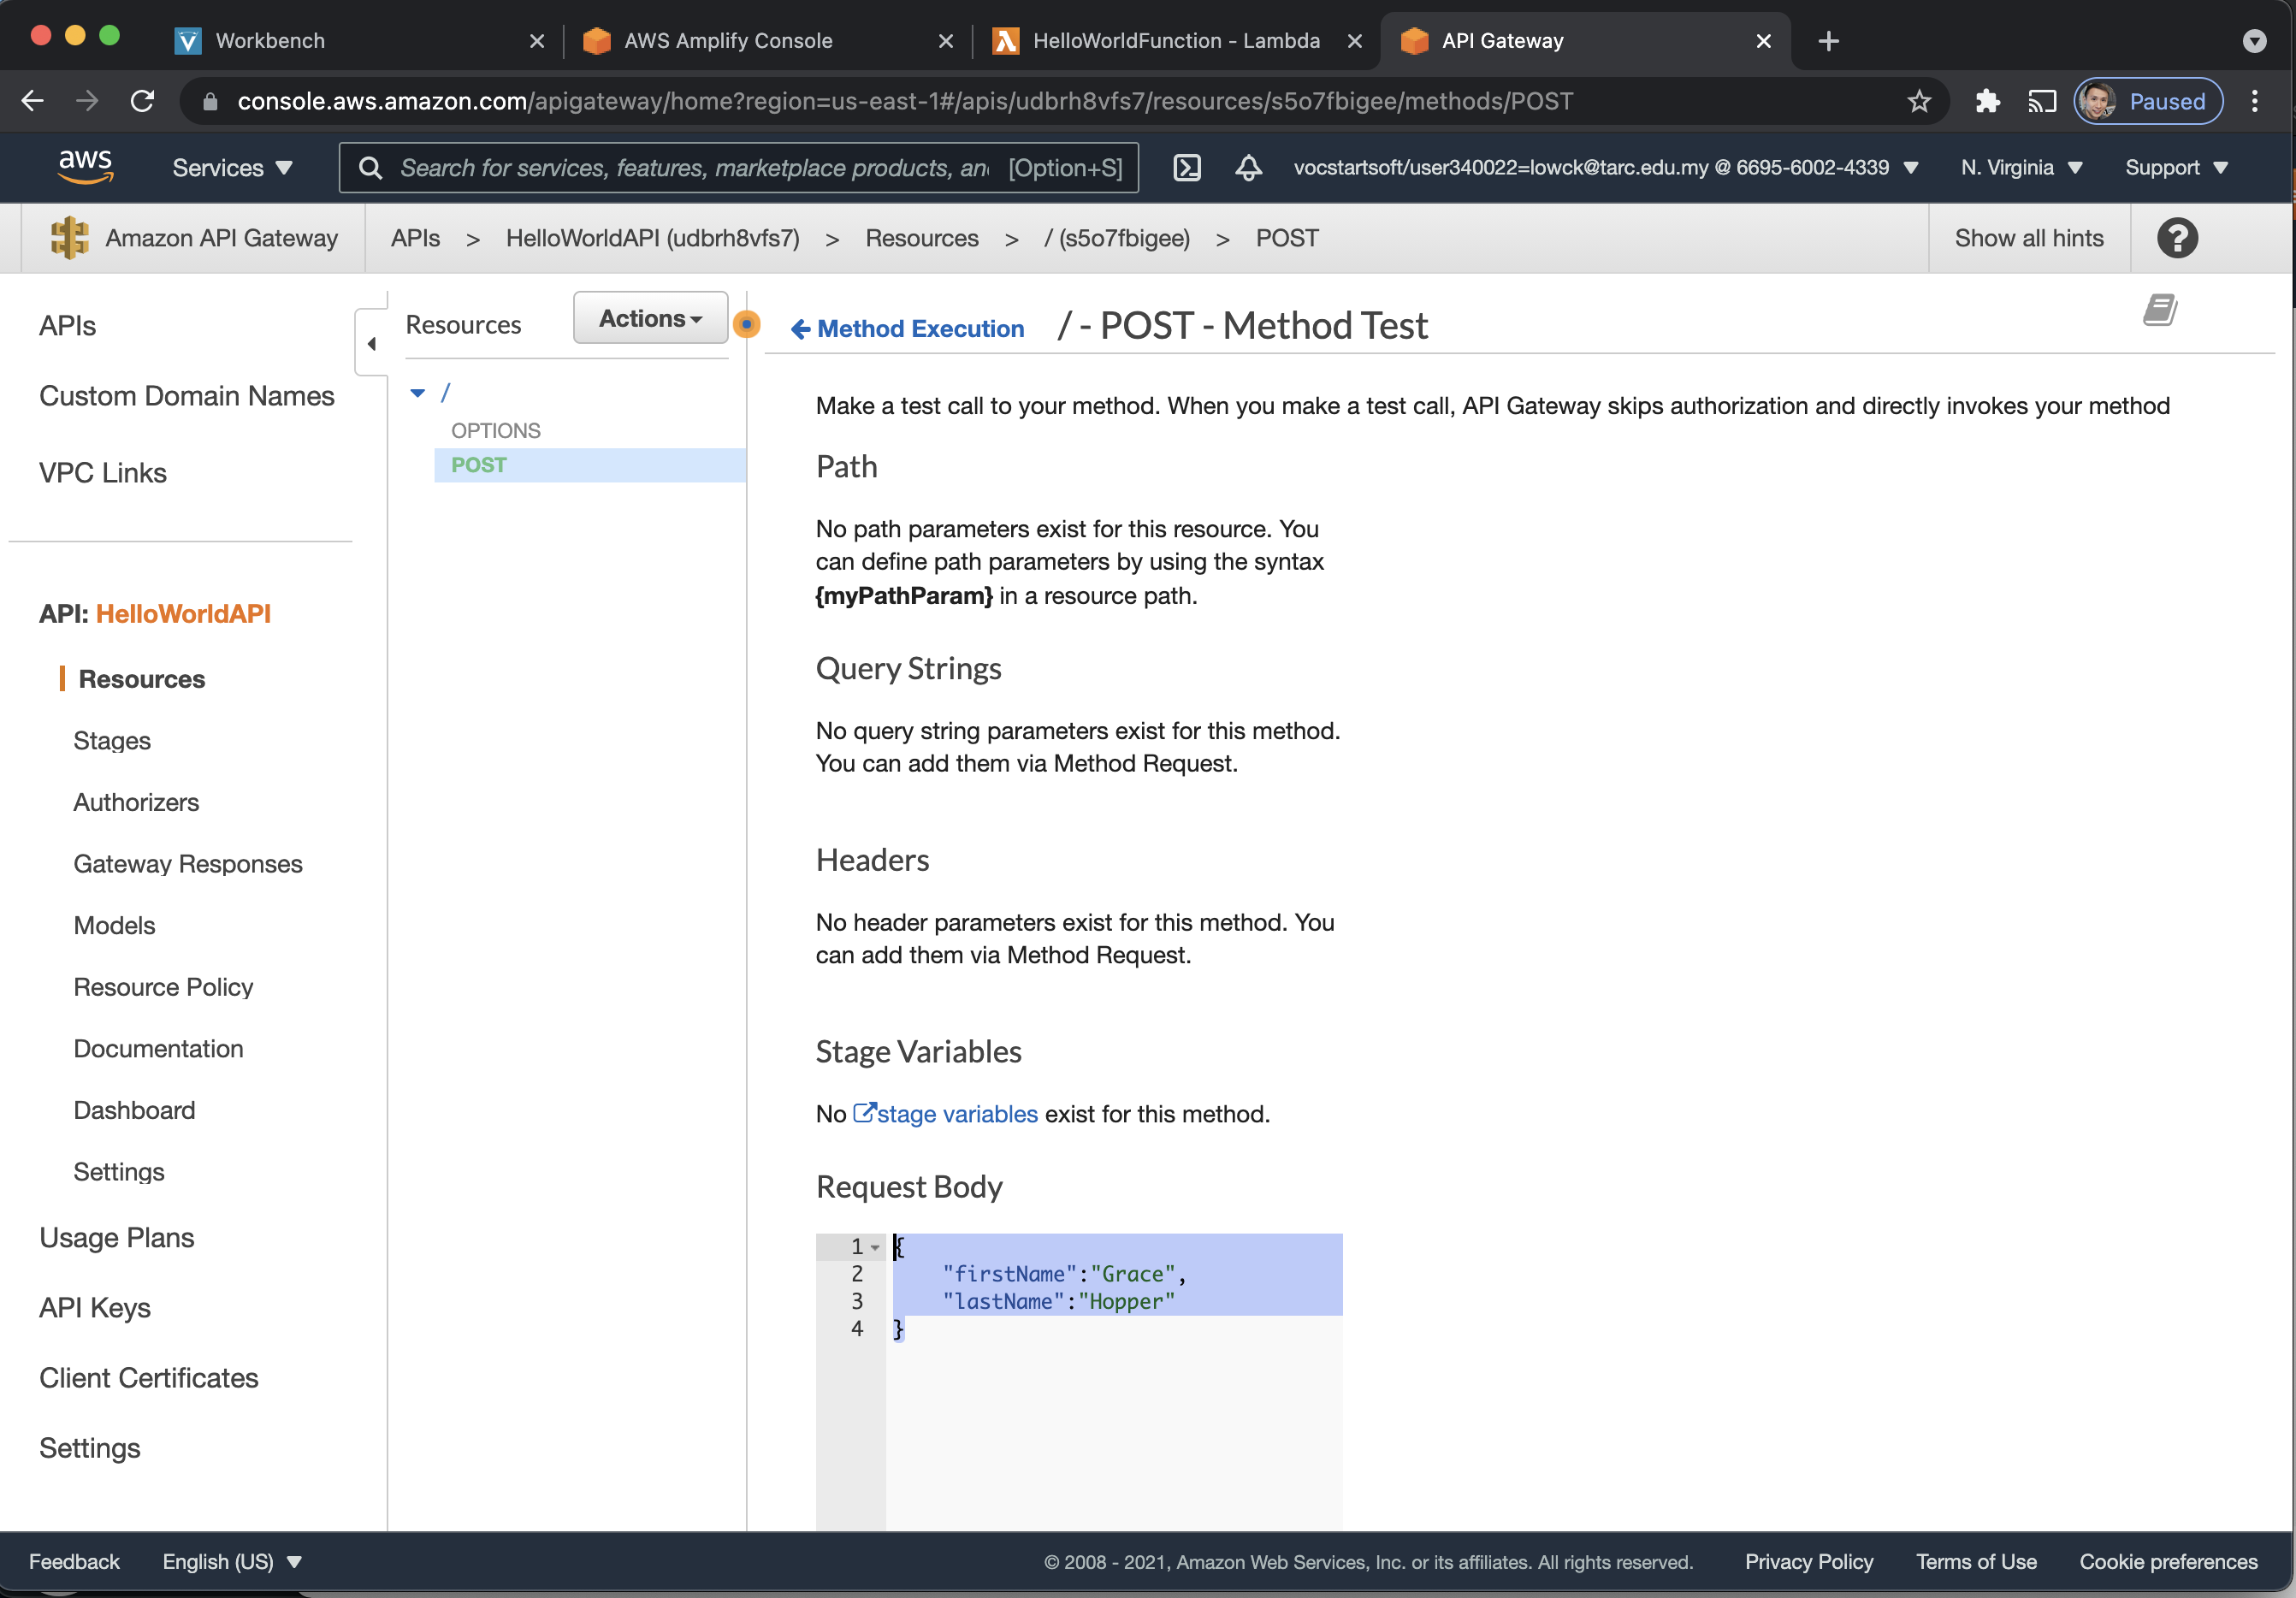 Workbench
AWS Amplify Console
HelloWorldFunction - Lambda
API Gateway
console.aws.amazon.com/apigateway/home?region=us-east-1#/apis/udbrh8vfs7/resources/s5o7fbigee/methods/POST
Paused
aws
Services
Search for services, features, marketplace products, an
[Option+S]
vocstartsoft/user340022=lowck@tarc.edu.my @ 6695-6002-4339
N. Virginia
Support
Amazon API Gateway
APIs > HelloWorldAPI (udbrh8vfs7) > Resources > / (s5o7fbigee) > POST
Show all hints
?
APIs
Custom Domain Names
VPC Links
API: HelloWorldAPI
Resources
Stages
Authorizers
Gateway Responses
Models
Resource Policy
Documentation
Dashboard
Settings
Usage Plans
API Keys
Client Certificates
Settings
Resources
Actions
/
OPTIONS
POST
Method Execution
/ - POST - Method Test
Make a test call to your method. When you make a test call, API Gateway skips authorization and directly invokes your method
Path
No path parameters exist for this resource. You
can define path parameters by using the syntax
{myPathParam} in a resource path.
Query Strings
No query string parameters exist for this method.
You can add them via Method Request.
Headers
No header parameters exist for this method. You
can add them via Method Request.
Stage Variables
No stage variables exist for this method.
Request Body
1 {
2 "firstName":"Grace",
3 "lastName":"Hopper"
4 }
Feedback
English (US)
© 2008 - 2021, Amazon Web Services, Inc. or its affiliates. All rights reserved.
Privacy Policy
Terms of Use
Cookie preferences